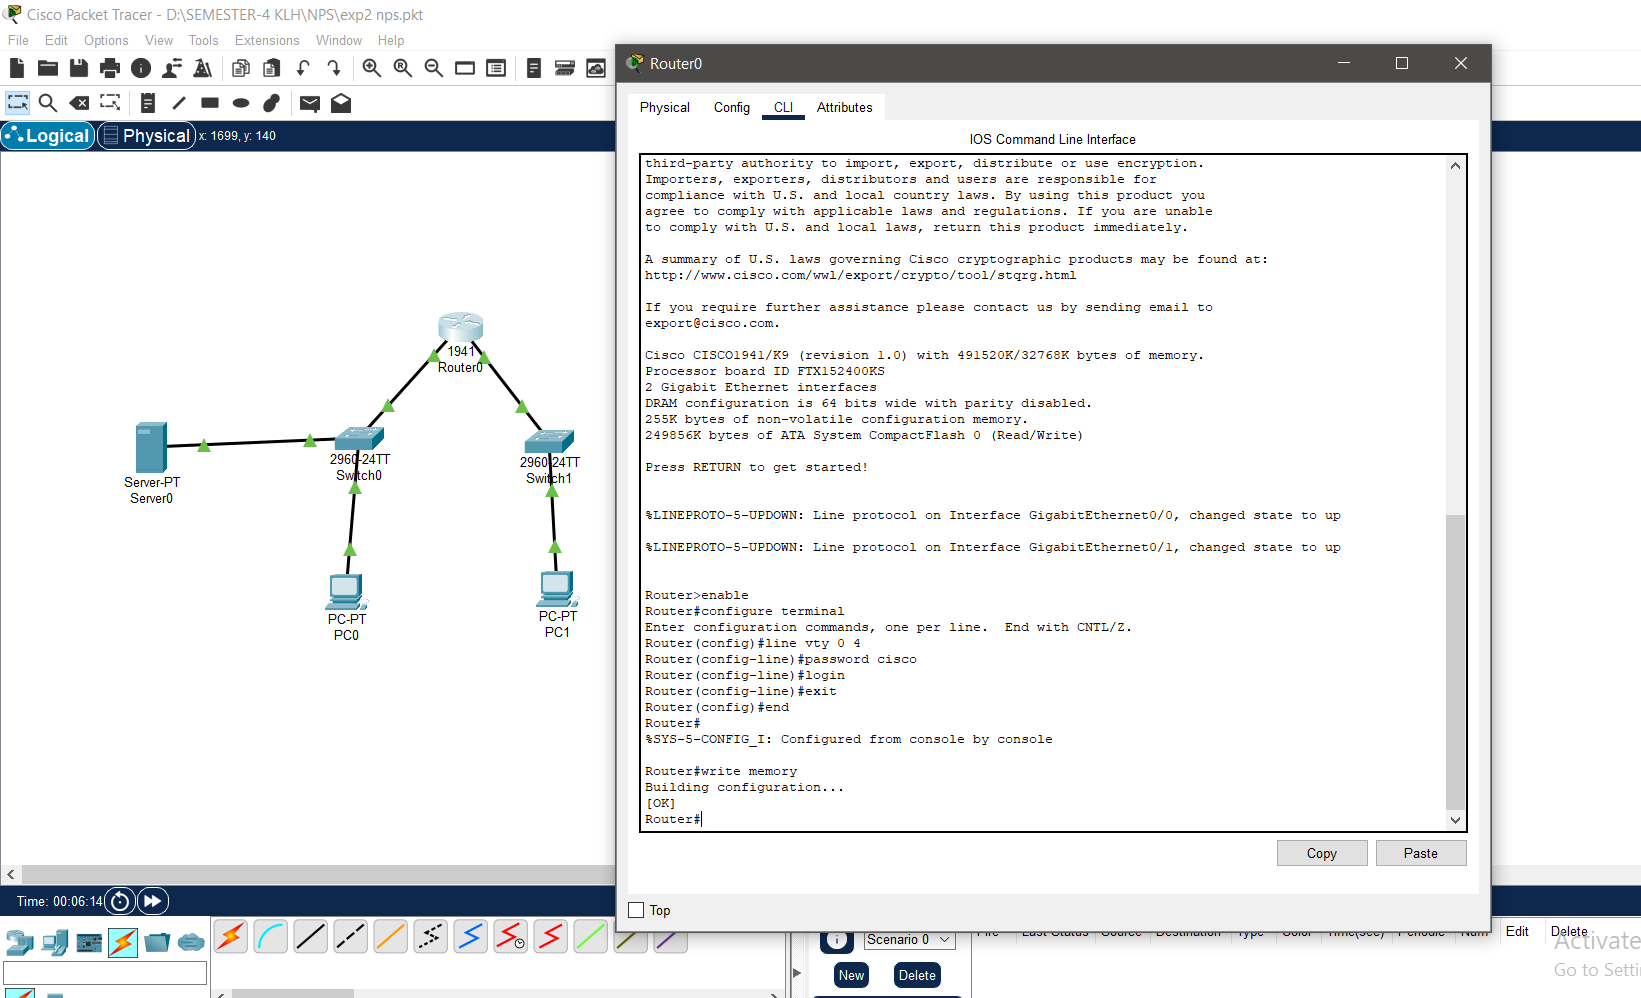 Cisco Packet Tracer - D:\SEMESTER-4 KLH\NPS\exp2 nps.pkt
File Edit Options View Tools Extensions Window Help
Logical Physical x: 1699, y: 140
1941
Router0
2960-24TT
Switch0
2960-24TT
Switch1
Server-PT
Server0
PC-PT
PC0
PC-PT
PC1
Router0
Physical Config CLI Attributes
IOS Command Line Interface
third-party authority to import, export, distribute or use encryption.
Importers, exporters, distributors and users are responsible for
compliance with U.S. and local country laws. By using this product you
agree to comply with applicable laws and regulations. If you are unable
to comply with U.S. and local laws, return this product immediately.
A summary of U.S. laws governing Cisco cryptographic products may be found at:
http://www.cisco.com/wwl/export/crypto/tool/stqrg.html
If you require further assistance please contact us by sending email to
export@cisco.com.
Cisco CISCO1941/K9 (revision 1.0) with 491520K/32768K bytes of memory.
Processor board ID FTX152400KS
2 Gigabit Ethernet interfaces
DRAM configuration is 64 bits wide with parity disabled.
255K bytes of non-volatile configuration memory.
249856K bytes of ATA System CompactFlash 0 (Read/Write)
Press RETURN to get started!
%LINEPROTO-5-UPDOWN: Line protocol on Interface GigabitEthernet0/0, changed state to up
%LINEPROTO-5-UPDOWN: Line protocol on Interface GigabitEthernet0/1, changed state to up
Router>enable
Router#configure terminal
Enter configuration commands, one per line.  End with CNTL/Z.
Router(config)#line vty 0 4
Router(config-line)#password cisco
Router(config-line)#login
Router(config-line)#exit
Router(config)#end
Router#
%SYS-5-CONFIG_I: Configured from console by console
Router#write memory
Building configuration...
[OK]
Router#
Copy Paste
Top
Time: 00:06:14
Scenario 0
New Delete
Fire Last Status Source Destination Type Color Time(sec) Periodic Num Edit Delete
Activate
Go to Setti